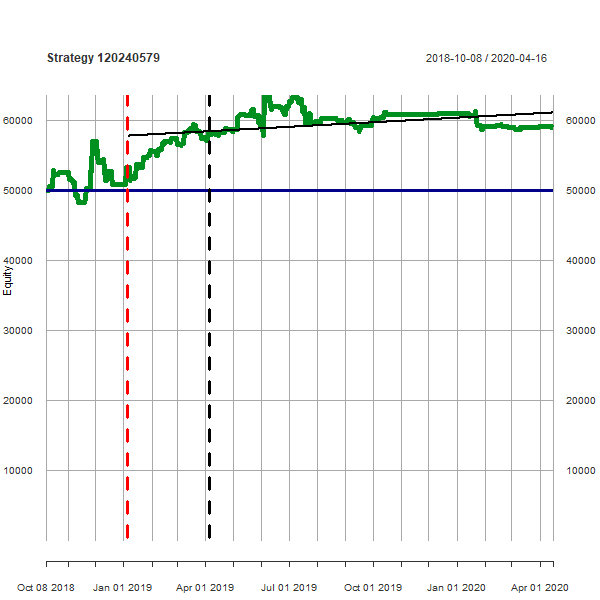 Strategy 120240579
2018-10-08 / 2020-04-16
60000
60000
50000
50000
40000
40000
Equity
30000
30000
20000
20000
10000
10000
Oct 08 2018
Jan 01 2019
Apr 01 2019
Jul 01 2019
Oct 01 2019
Jan 01 2020
Apr 01 2020